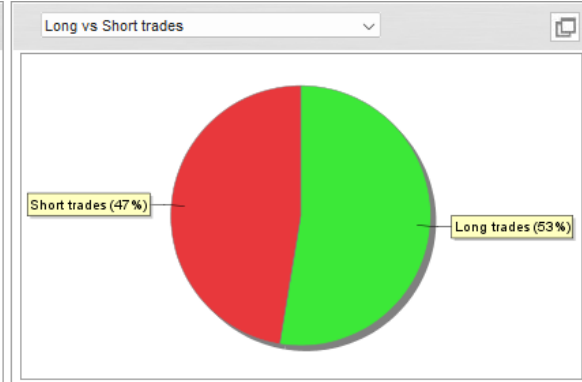 Long vs Short trades
Short trades (47%)
Long trades (53%)